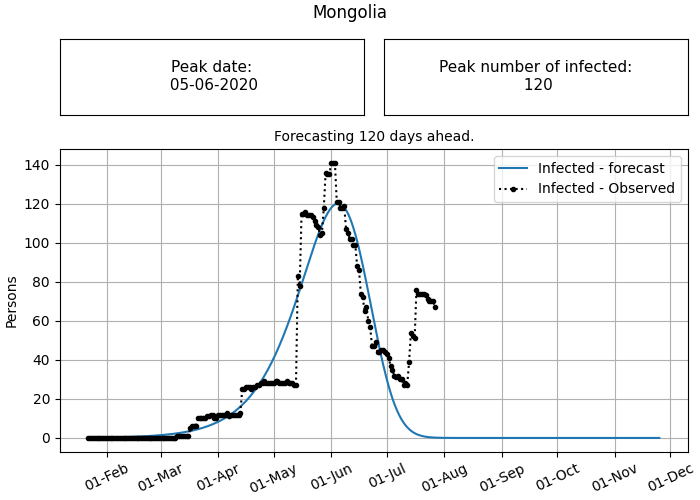 Mongolia
Peak date:
05-06-2020
Peak number of infected:
120
Forecasting 120 days ahead.
Infected - forecast
Infected - Observed
Persons
140
120
100
80
60
40
20
0
01-Feb
01-Mar
01-Apr
01-May
01-Jun
01-Jul
01-Aug
01-Sep
01-Oct
01-Nov
01-Dec